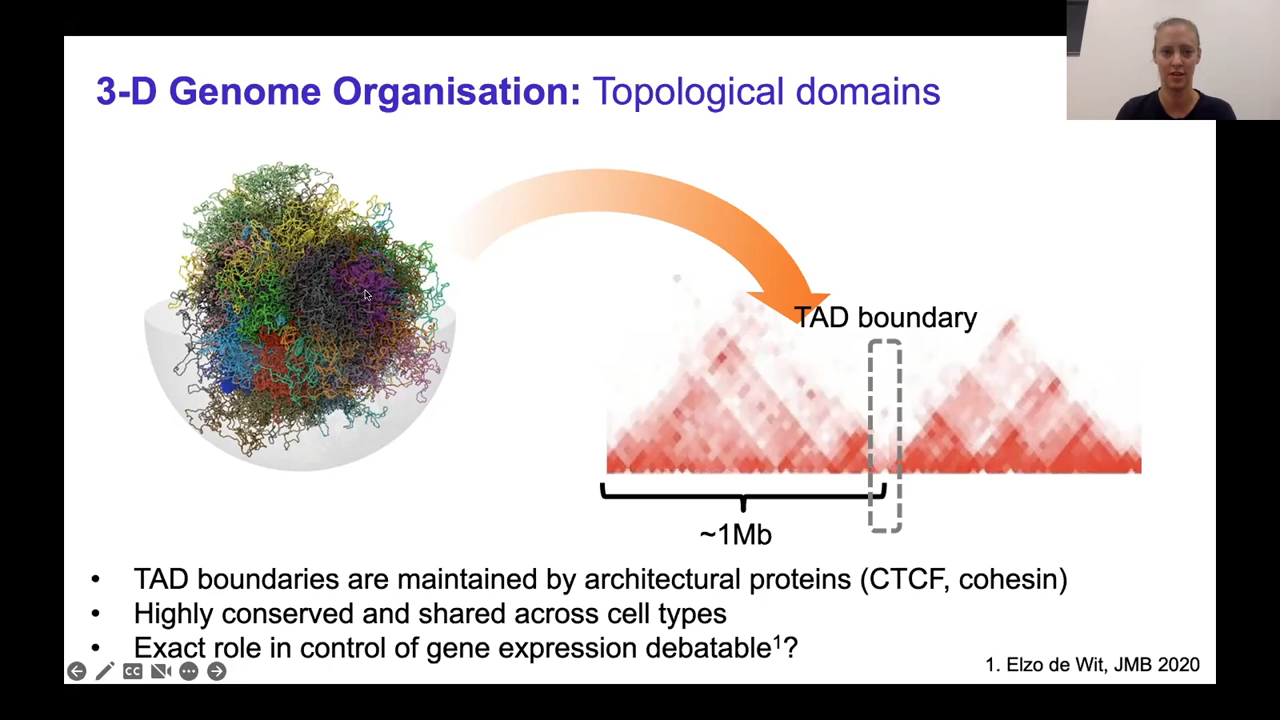 3-D Genome Organisation: Topological domains
TAD boundary
~1Mb
• TAD boundaries are maintained by architectural proteins (CTCF, cohesin)
• Highly conserved and shared across cell types
• Exact role in control of gene expression debatable¹?
1. Elzo de Wit, JMB 2020
CC